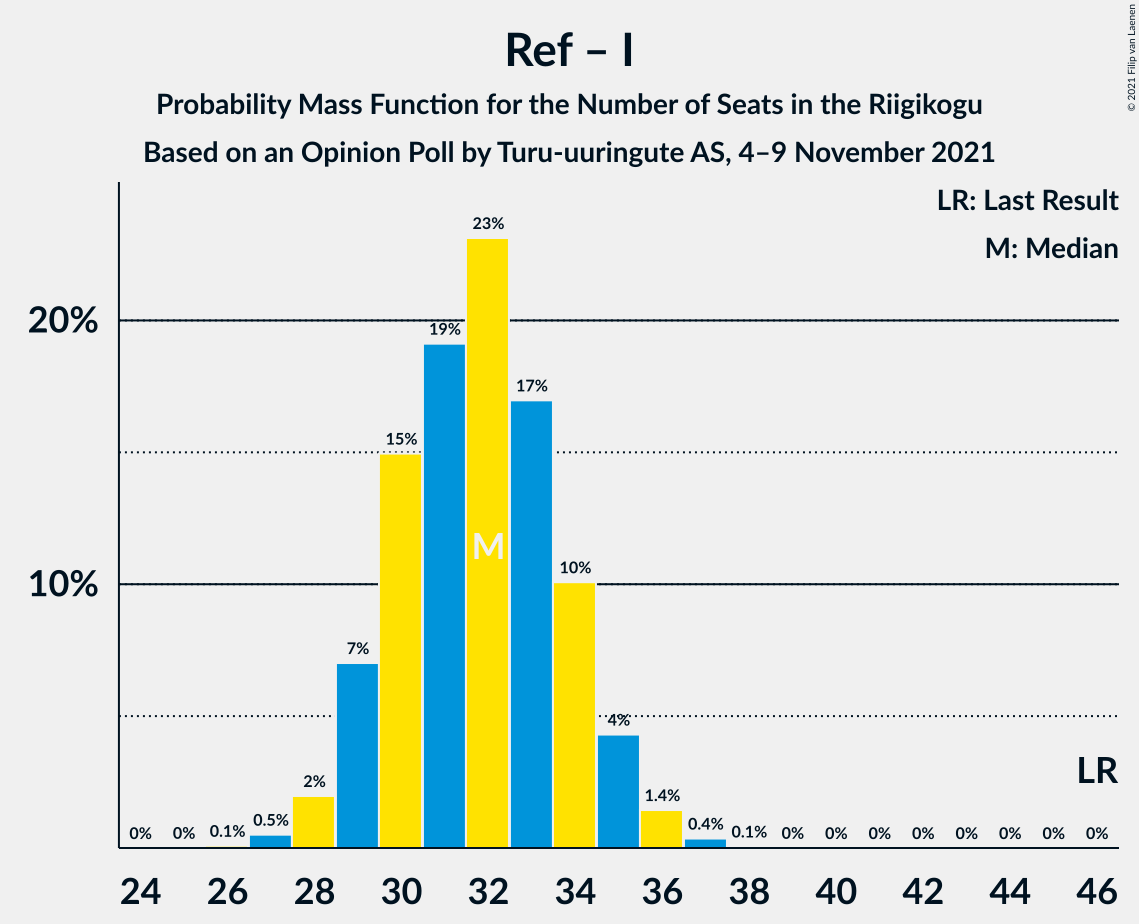 Ref – I
Probability Mass Function for the Number of Seats in the Riigikogu
Based on an Opinion Poll by Turu-uuringute AS, 4–9 November 2021
© 2021 Filip van Laenen
LR: Last Result
M: Median
20%
10%
0% 0% 0.1% 0.5% 2% 7% 15% 19% 23% 17% 10% 4% 1.4% 0.4% 0.1% 0% 0% 0% 0% 0% 0% 0% 0%
M
LR
24 26 28 30 32 34 36 38 40 42 44 46